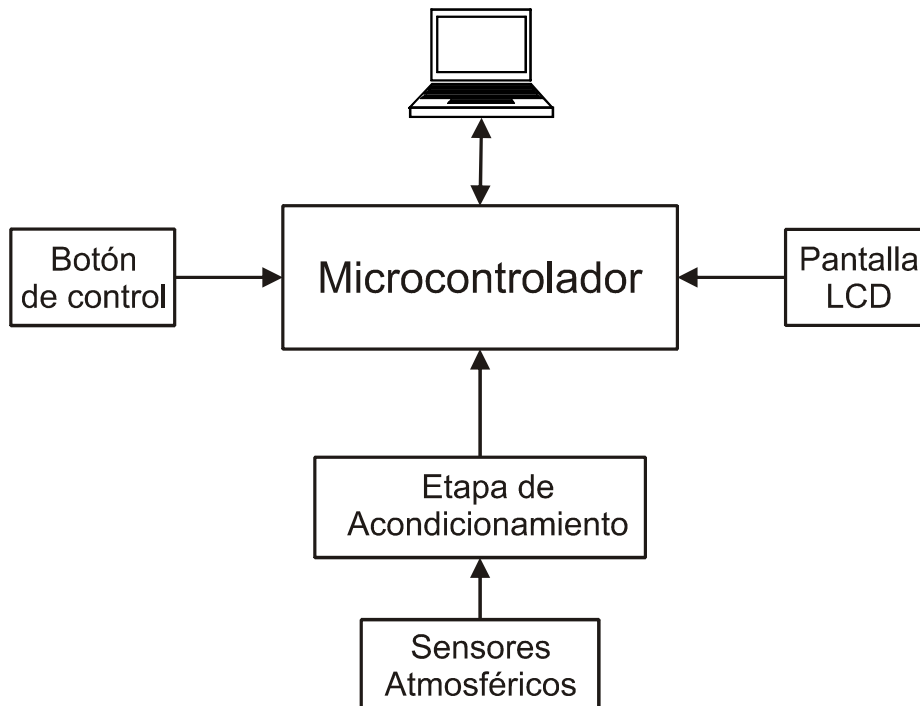 Botón
de control
Microcontrolador
Pantalla
LCD
Etapa de
Acondicionamiento
Sensores
Atmosféricos